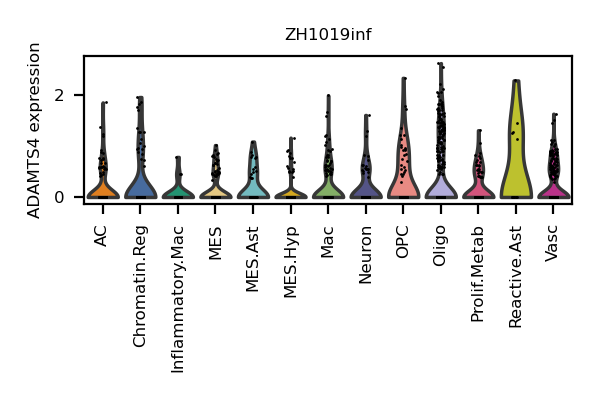 ZH1019inf
ADAMTS4 expression
2
0
AC
Chromatin.Reg
Inflammatory.Mac
MES
MES.Ast
MES.Hyp
Mac
Neuron
OPC
Oligo
Prolif.Metab
Reactive.Ast
Vasc